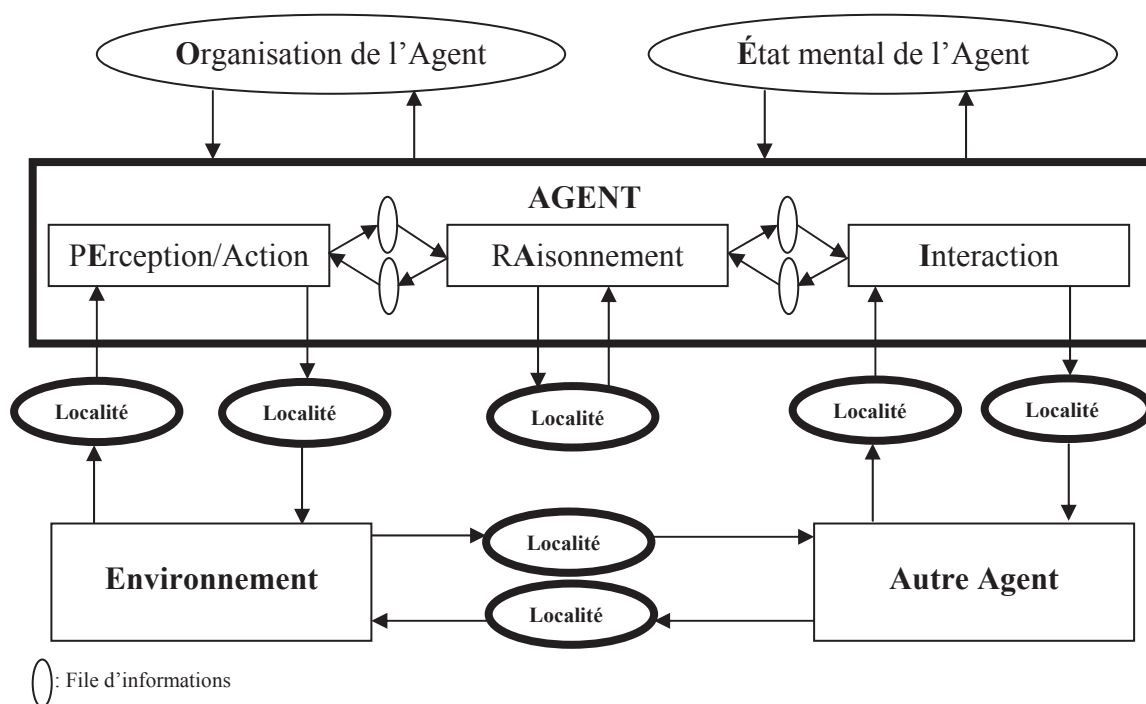 Organisation de l’Agent
État mental de l’Agent
AGENT
PErception/Action
RAisonnement
Interaction
Localité
Localité
Localité
Localité
Localité
Localité
Environnement
Autre Agent
Localité
: File d’informations